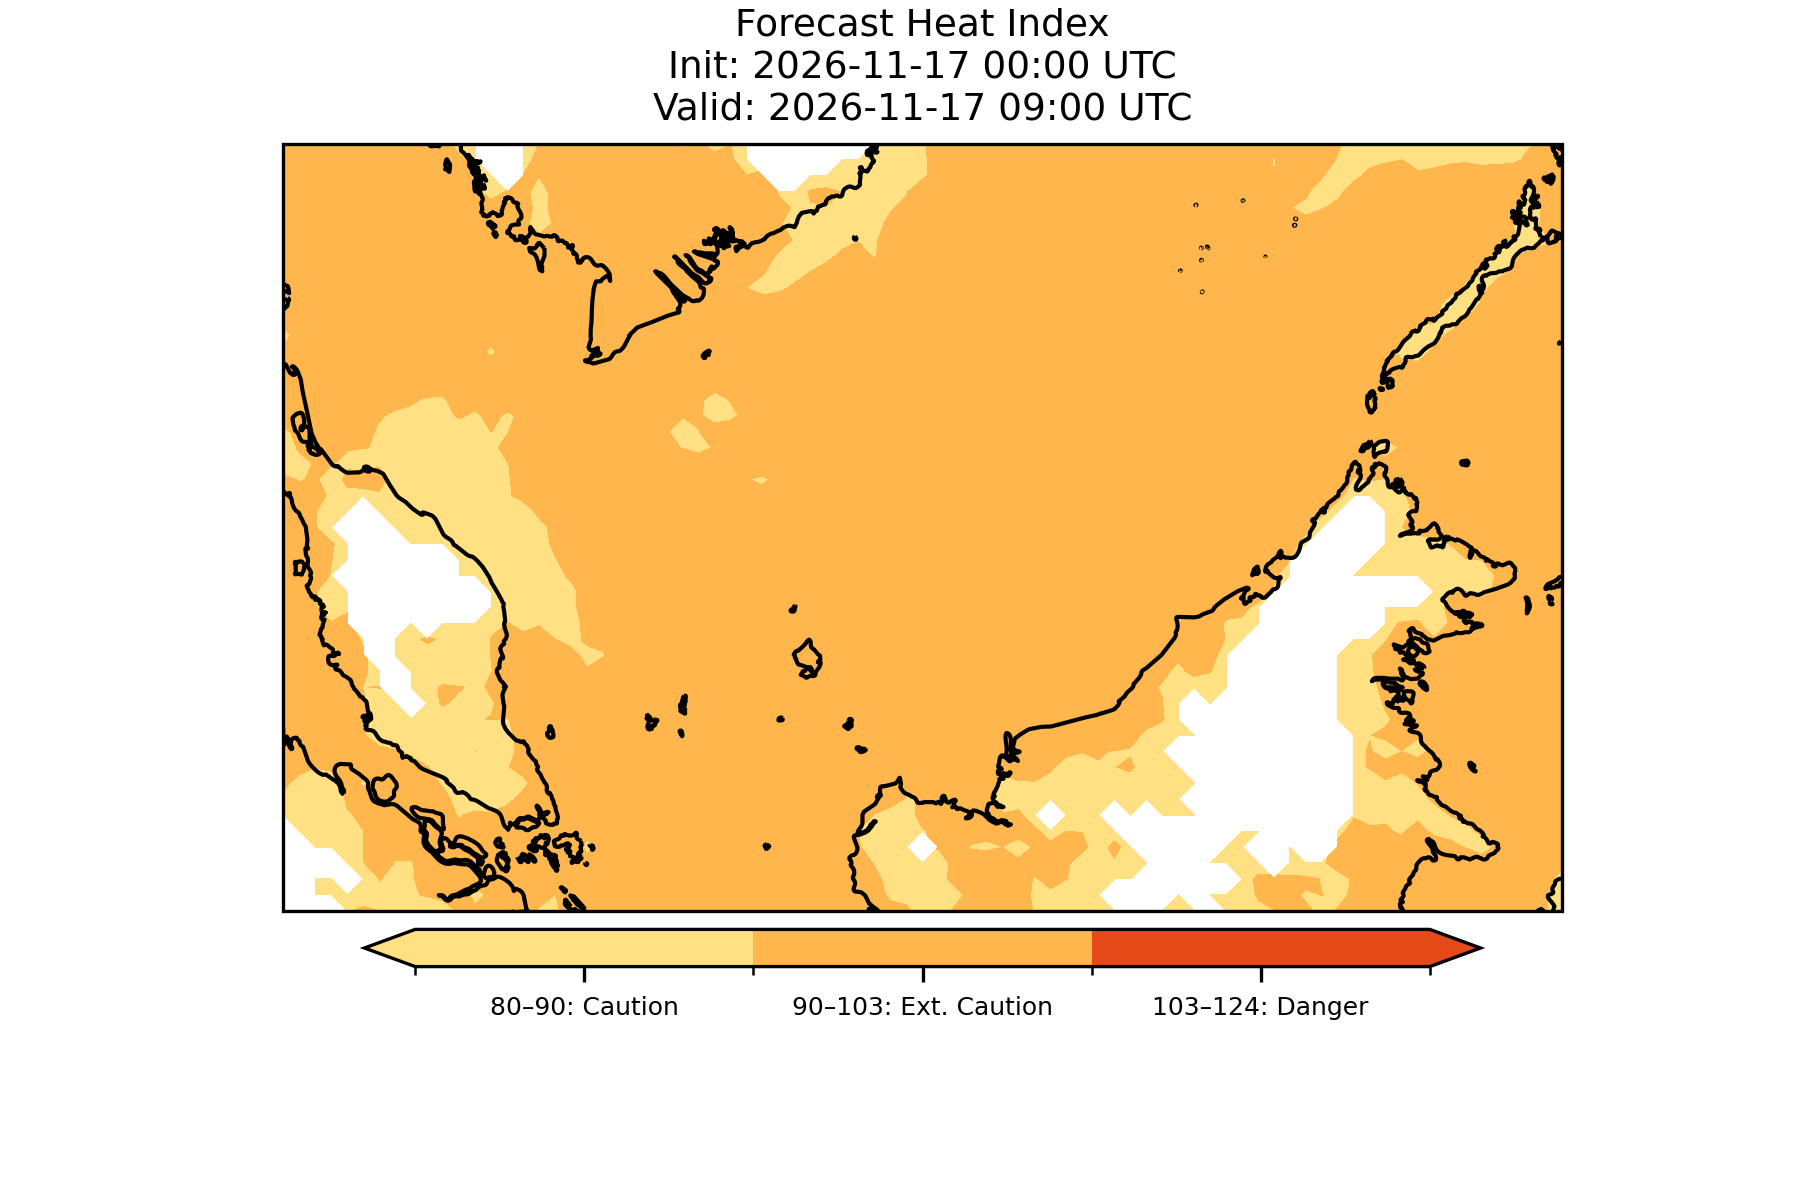 Forecast Heat Index
Init: 2026-11-17 00:00 UTC
Valid: 2026-11-17 09:00 UTC
80–90: Caution
90–103: Ext. Caution
103–124: Danger